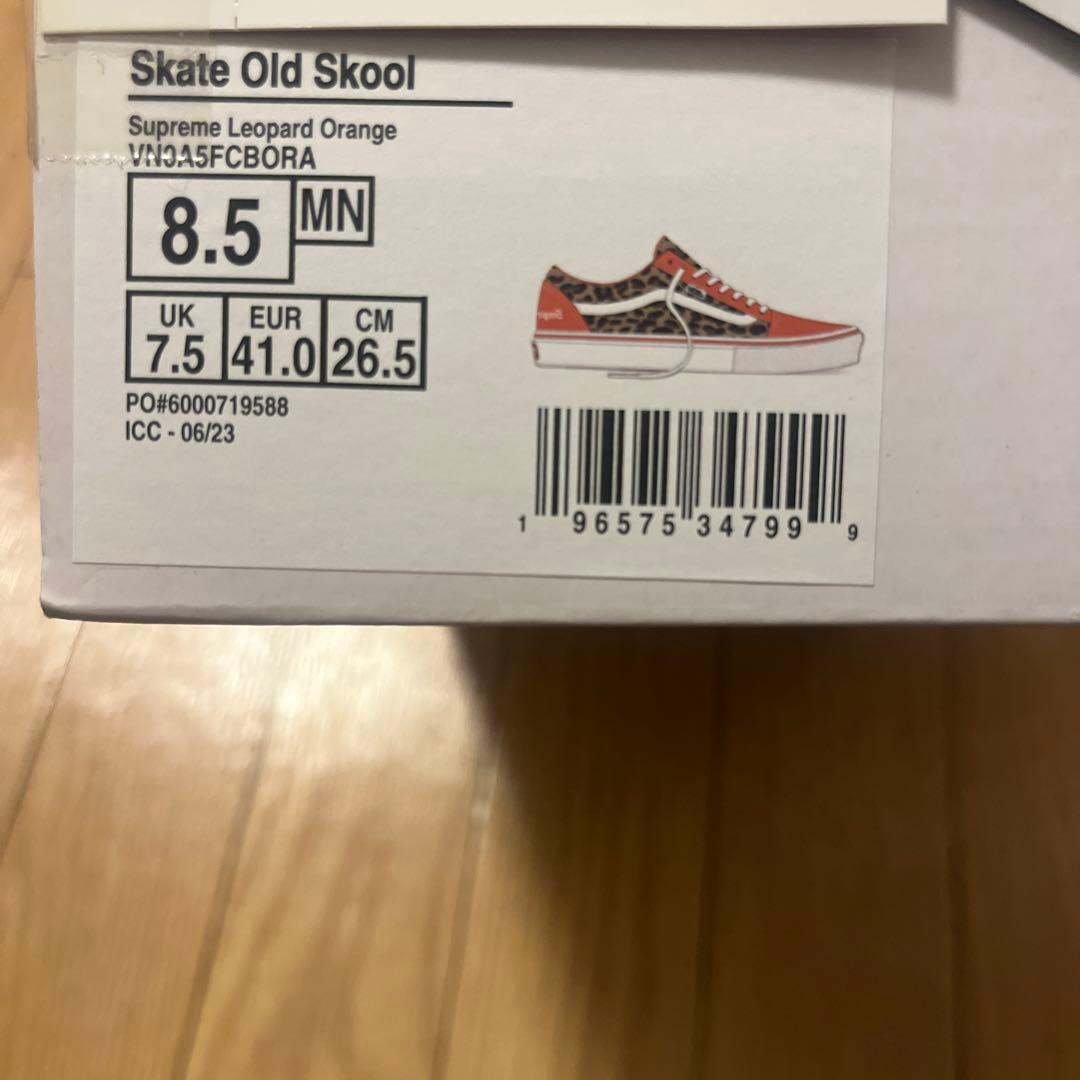 Skate Old Skool
Supreme Leopard Orange
VN0A5FCBORA
8.5
MN
UK
7.5
EUR
41.0
CM
26.5
PO#6000719588
ICC - 06/23
1 96575 34799 9